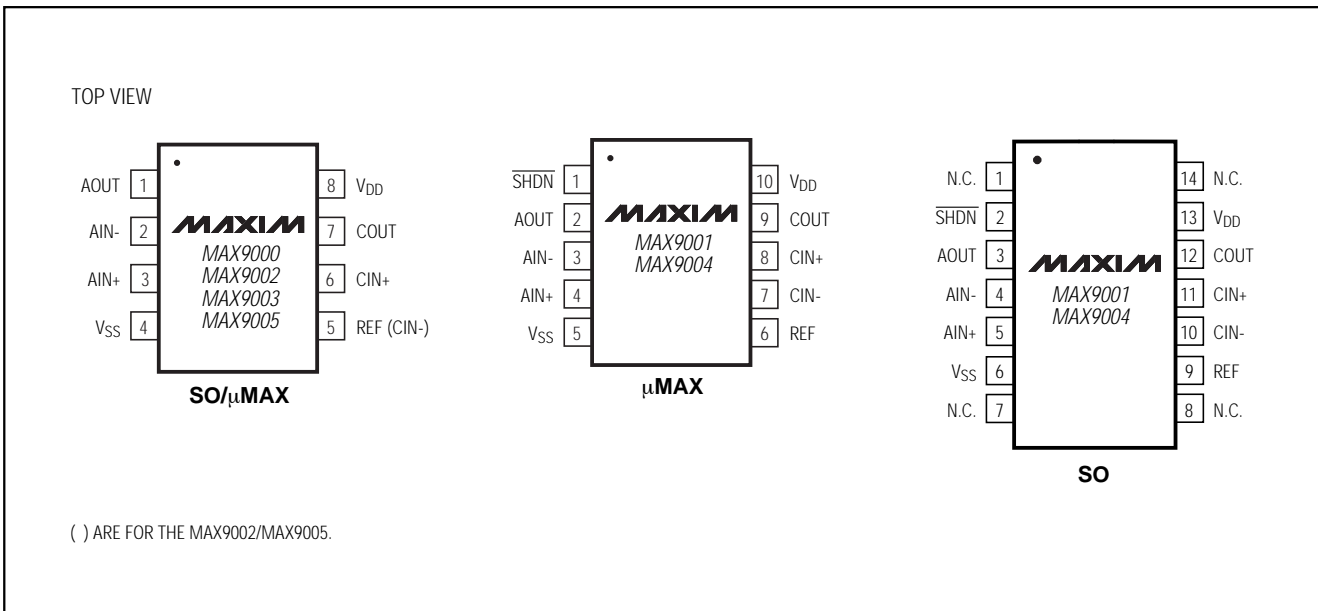 TOP VIEW
AOUT 1
AIN- 2
AIN+ 3
VSS 4
MAXIM
MAX9000
MAX9002
MAX9003
MAX9005
8 VDD
7 COUT
6 CIN+
5 REF (CIN-)
SO/μMAX
SHDN 1
AOUT 2
AIN- 3
AIN+ 4
VSS 5
MAXIM
MAX9001
MAX9004
10 VDD
9 COUT
8 CIN+
7 CIN-
6 REF
μMAX
N.C. 1
SHDN 2
AOUT 3
AIN- 4
AIN+ 5
VSS 6
N.C. 7
MAXIM
MAX9001
MAX9004
14 N.C.
13 VDD
12 COUT
11 CIN+
10 CIN-
9 REF
8 N.C.
SO
( ) ARE FOR THE MAX9002/MAX9005.